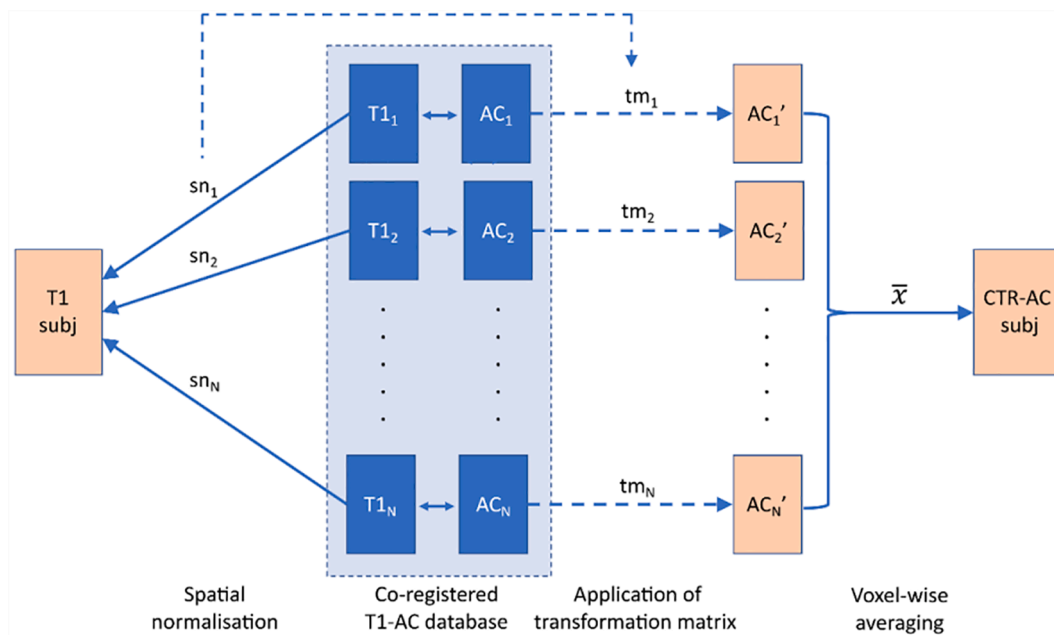 T1₁
AC₁
tm₁
AC₁’
sn₁
T1₂
AC₂
tm₂
AC₂’
sn₂
T1
subj
x̅
CTR-AC
subj
snN
T1N
ACN
tmN
ACN’
Spatial
normalisation
Co-registered
T1-AC database
Application of
transformation matrix
Voxel-wise
averaging